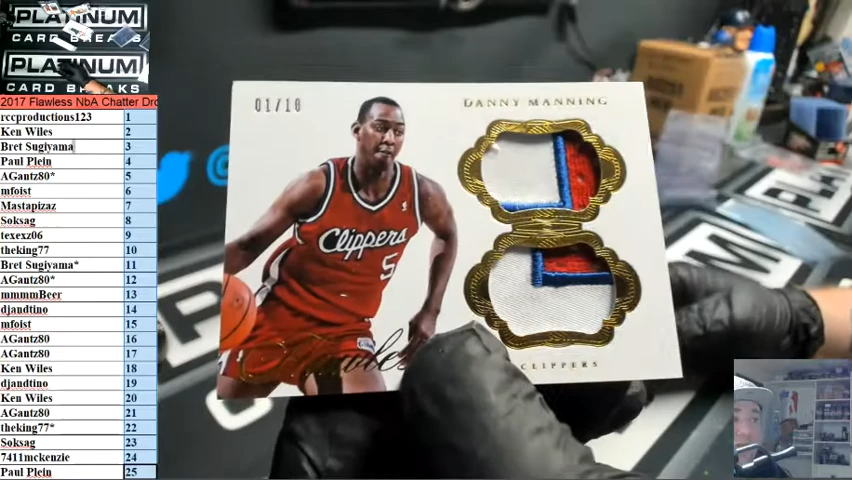 PLATINUM
CARD BREAKS
PLATINUM
CARD BREAKS
2017 Flawless NbA Chatter Dro
rccproductions123 1
Ken Wiles 2
Bret Sugiyama 3
Paul Plein 4
AGantz80* 5
mfoist 6
Mastapizaz 7
Soksag 8
texexz06 9
theking77 10
Bret Sugiyama* 11
AGantz80* 12
mmmmBeer 13
djandtino 14
mfoist 15
AGantz80 16
AGantz80 17
Ken Wiles 18
djandtino 19
Ken Wiles 20
AGantz80 21
theking77* 22
Soksag 23
7411mckenzie 24
Paul Plein 25
01/10
DANNY MANNING
CLIPPERS
5
Flawless
CLIPPERS